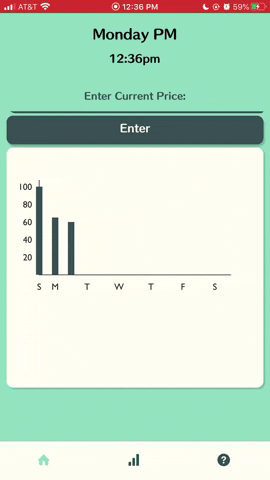 AT&T 12:36 PM 59%
Monday PM
12:36pm
Enter Current Price:
Enter
100
80
60
40
20
S M T W T F S
?